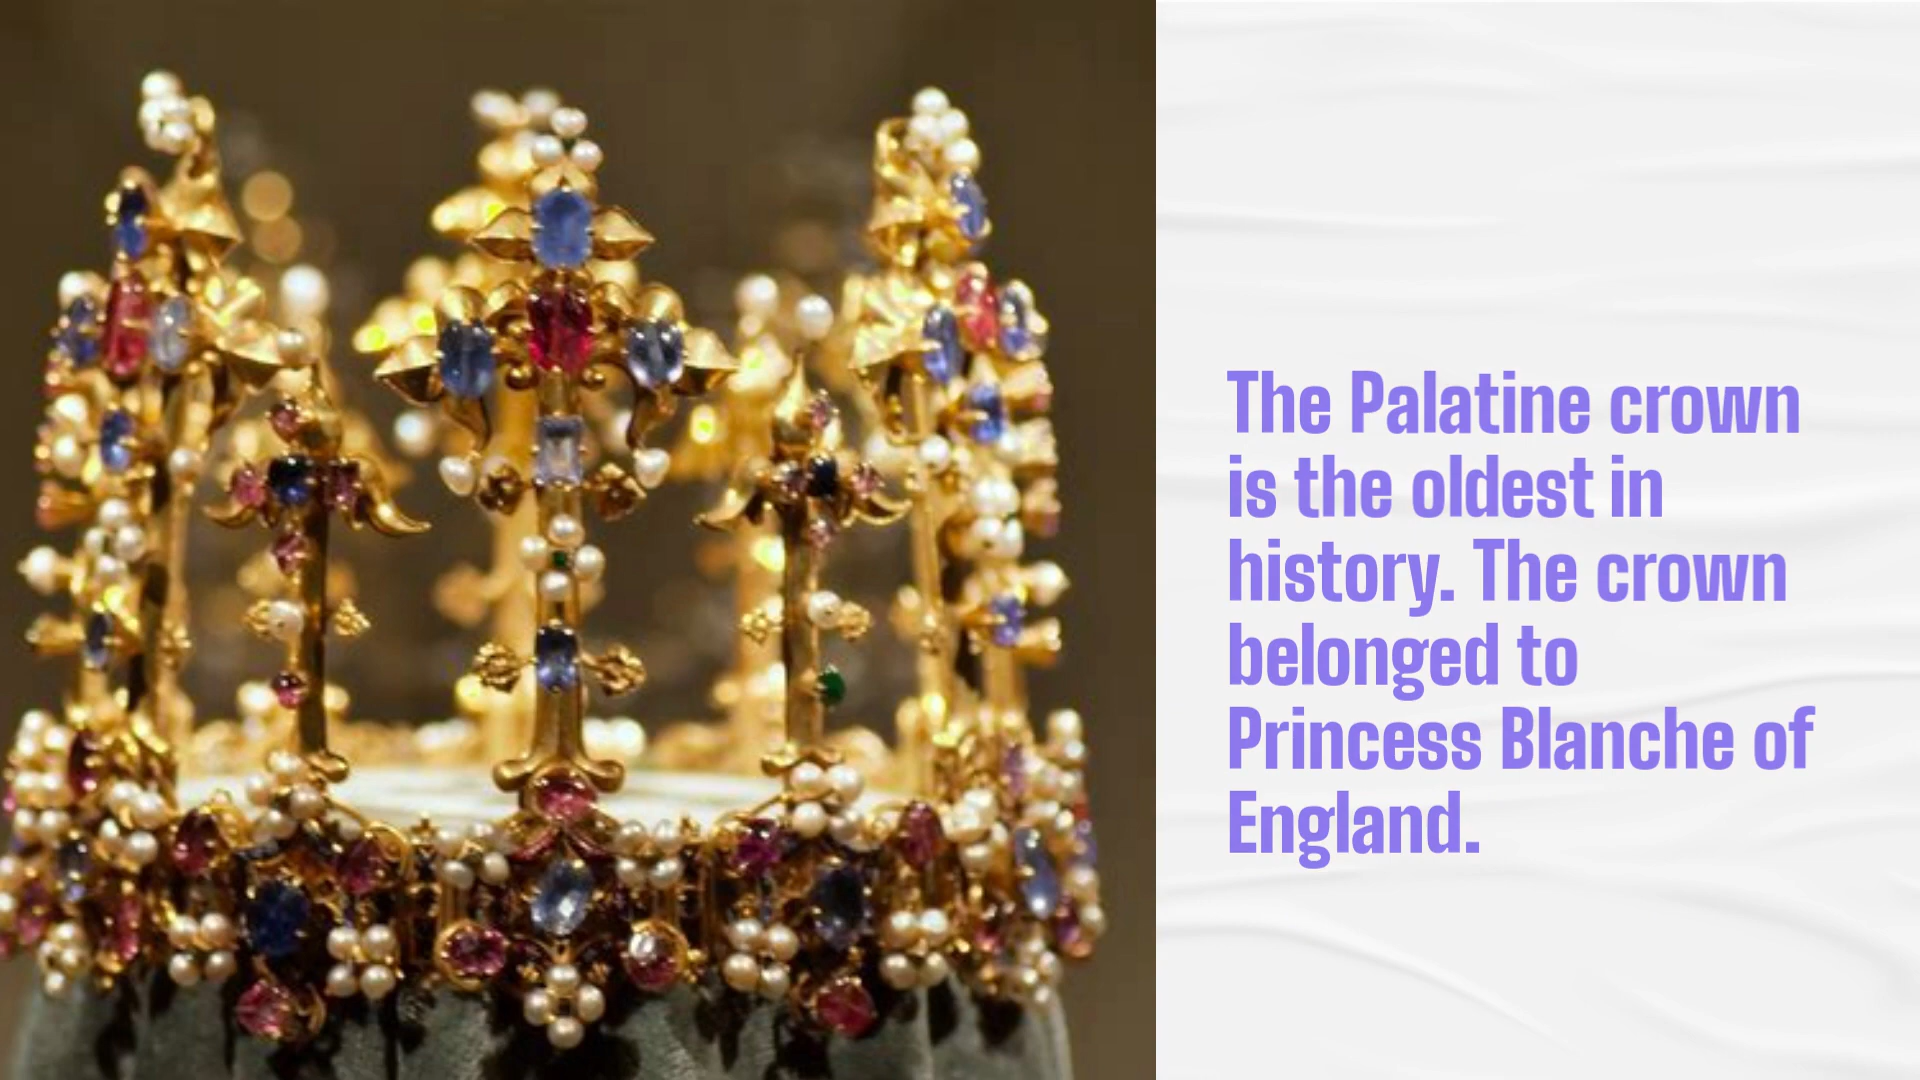 The Palatine crown
is the oldest in
history. The crown
belonged to
Princess Blanche of
England.